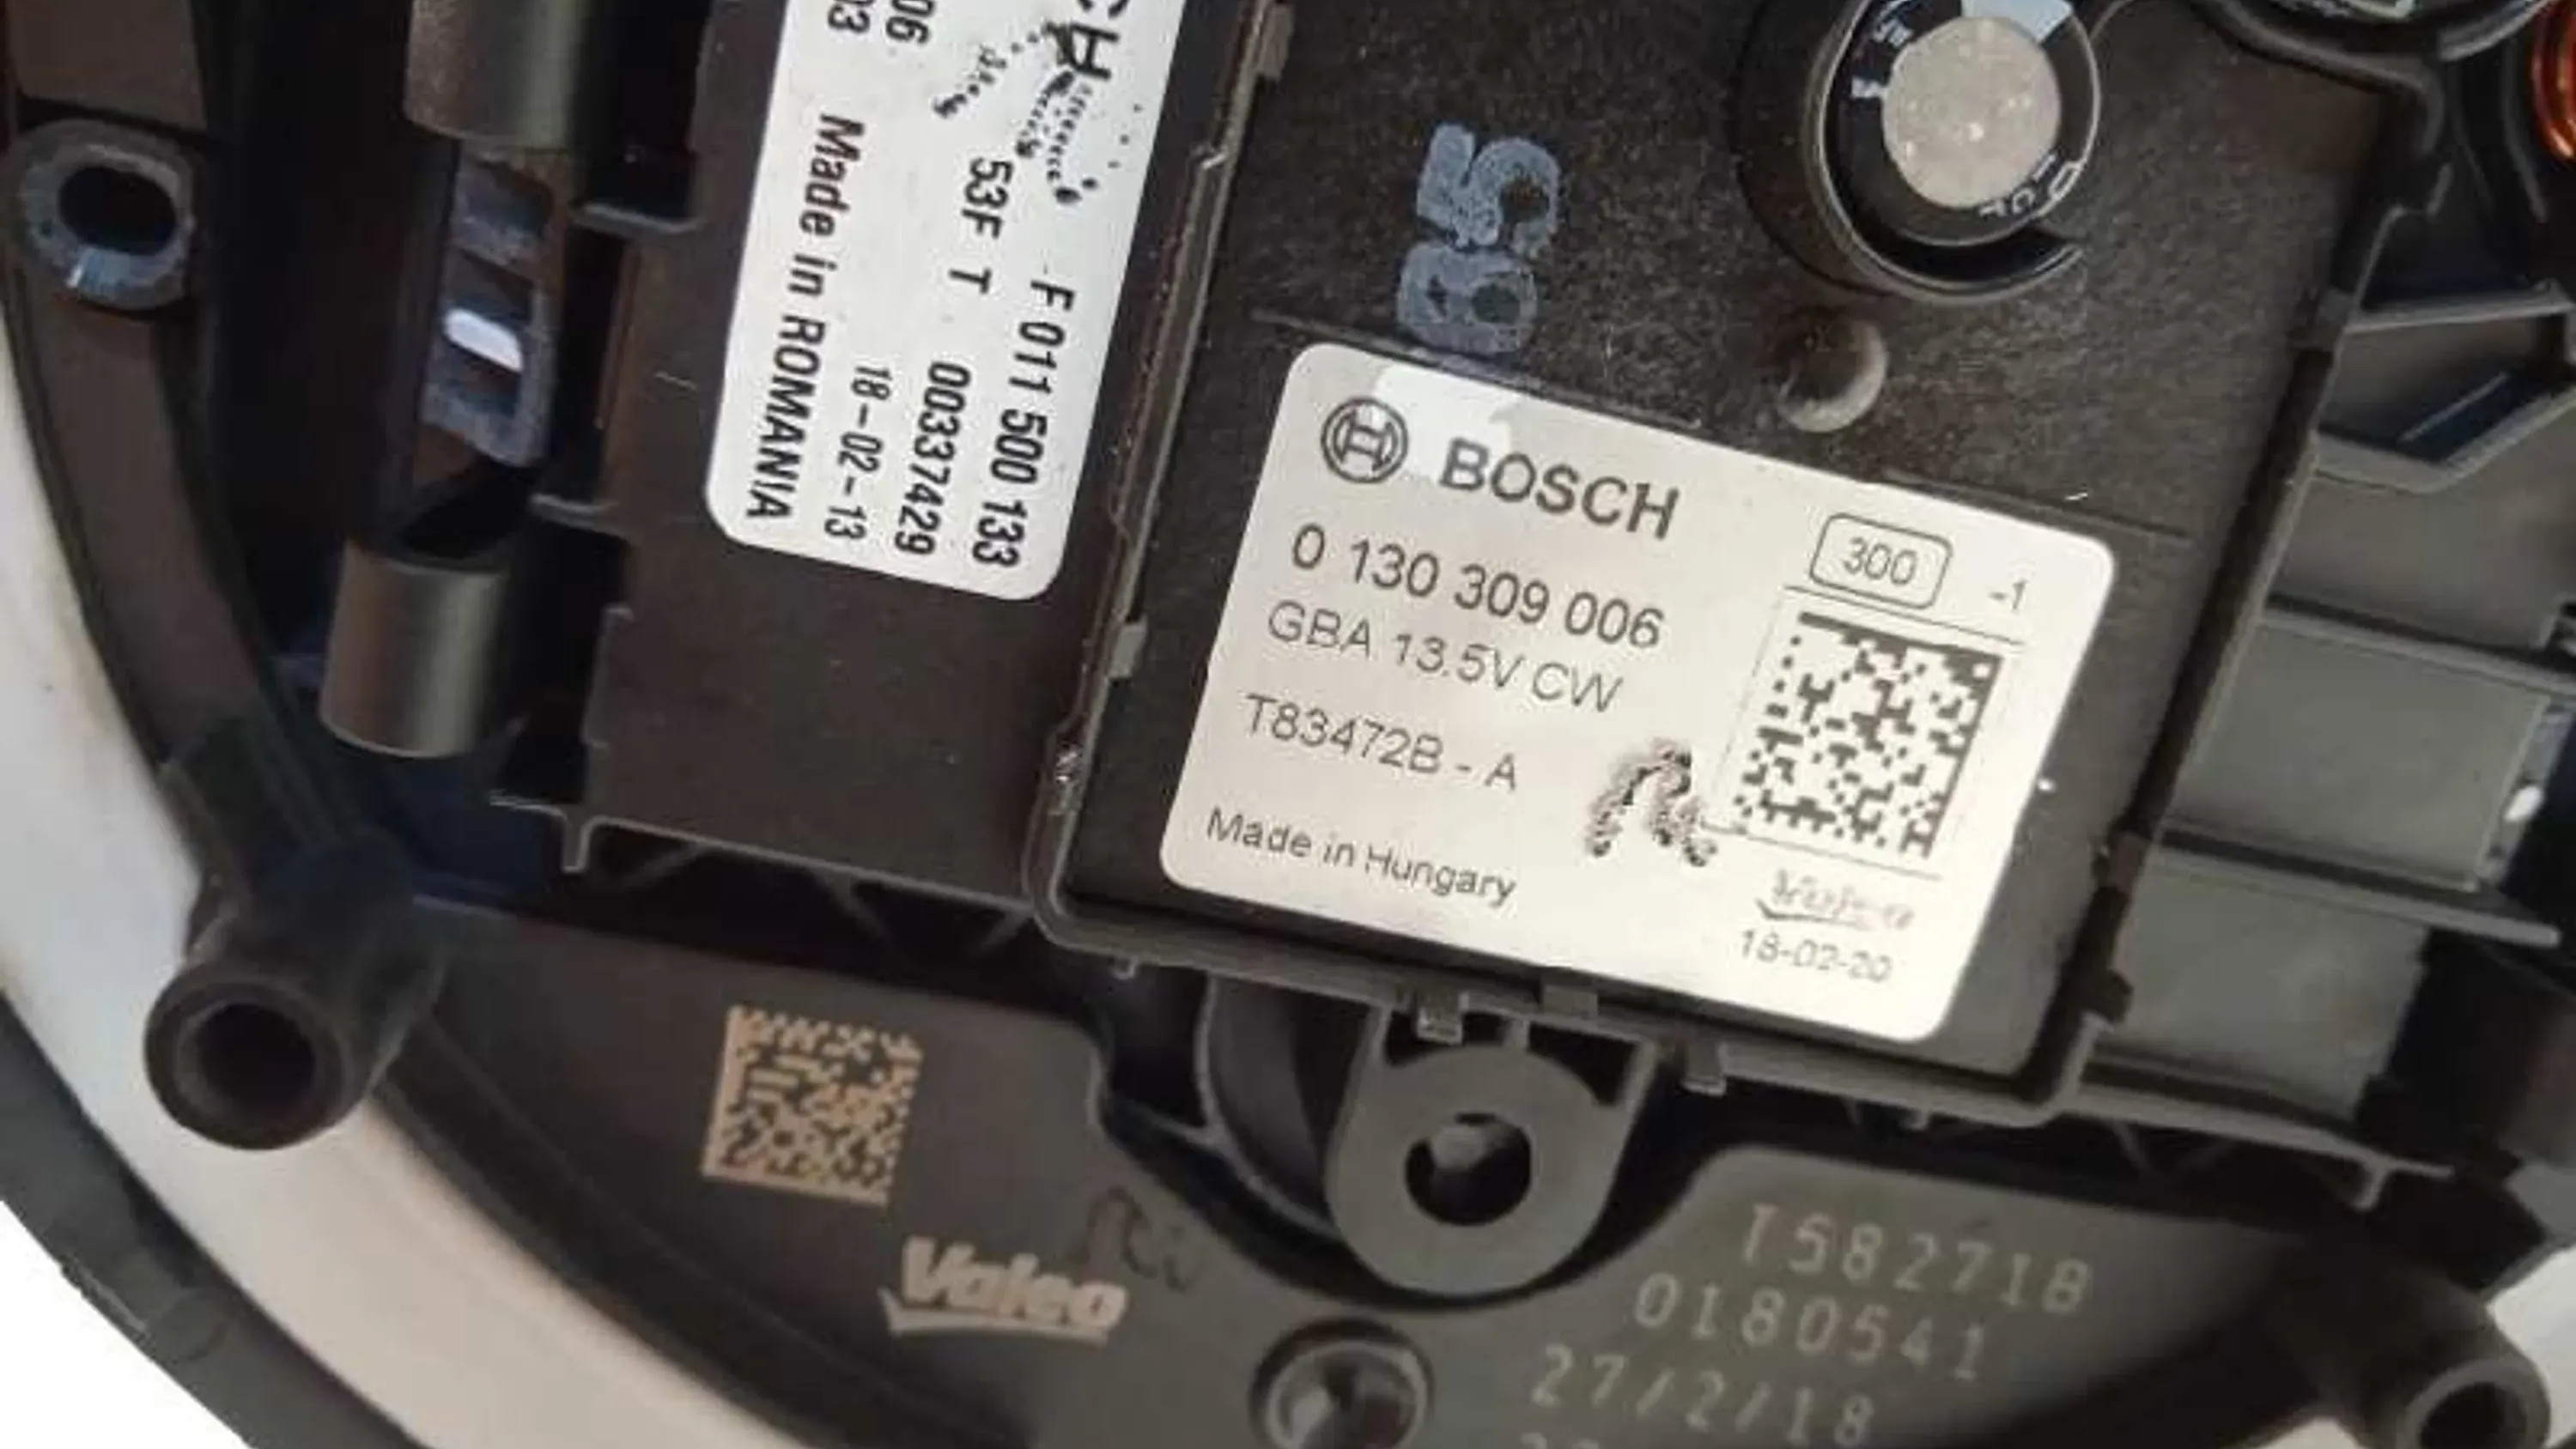 53F T 00337429
F 011 500 133
18-02-13
Made in ROMANIA
65
BOSCH
0 130 309 006
300
-1
GBA 13.5V CW
T83472B - A
Made in Hungary
Valeo
18-02-20
Valeo
T58271B
0180541
27/2/18